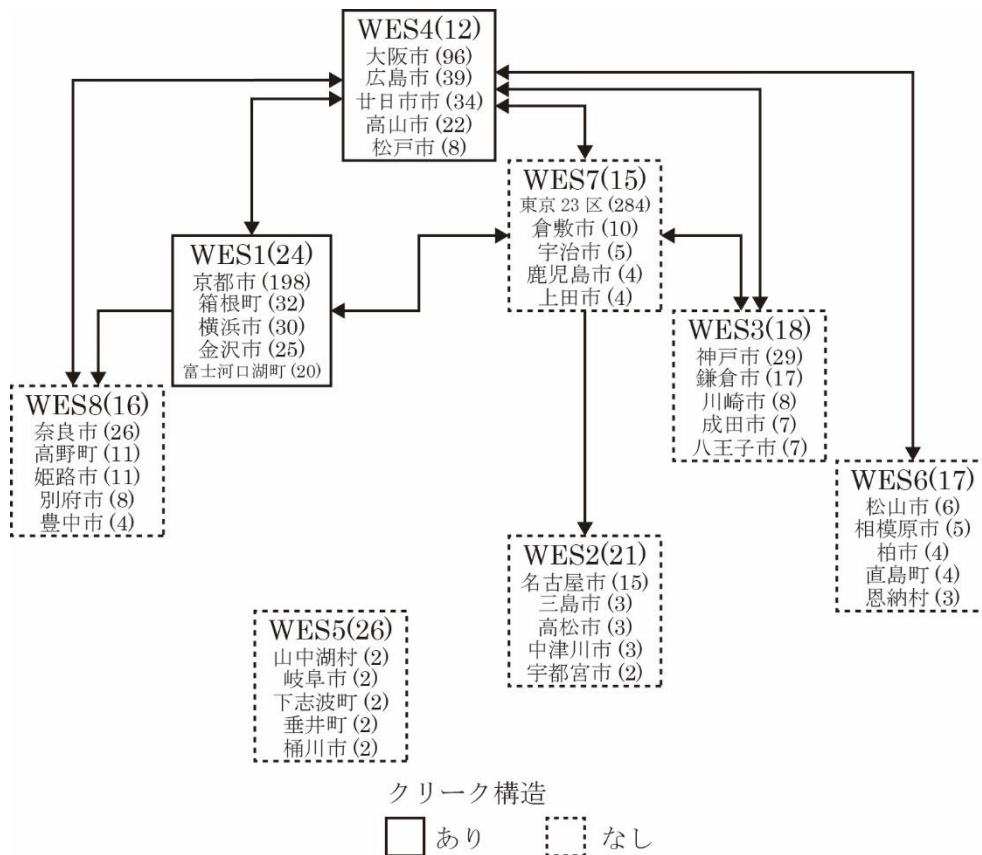 WES4(12)
大阪市 (96)
広島市 (39)
廿日市市 (34)
高山市 (22)
松戸市 (8)
WES7(15)
東京 23 区 (284)
倉敷市 (10)
宇治市 (5)
鹿児島市 (4)
上田市 (4)
WES1(24)
京都市 (198)
箱根町 (32)
横浜市 (30)
金沢市 (25)
富士河口湖町 (20)
WES3(18)
神戸市 (29)
鎌倉市 (17)
川崎市 (8)
成田市 (7)
八王子市 (7)
WES8(16)
奈良市 (26)
高野町 (11)
姫路市 (11)
別府市 (8)
豊中市 (4)
WES6(17)
松山市 (6)
相模原市 (5)
柏市 (4)
直島町 (4)
恩納村 (3)
WES2(21)
名古屋市 (15)
三島市 (3)
高松市 (3)
中津川市 (3)
宇都宮市 (2)
WES5(26)
山中湖村 (2)
岐阜市 (2)
下志波町 (2)
垂井町 (2)
桶川市 (2)
クリーク構造
あり
なし